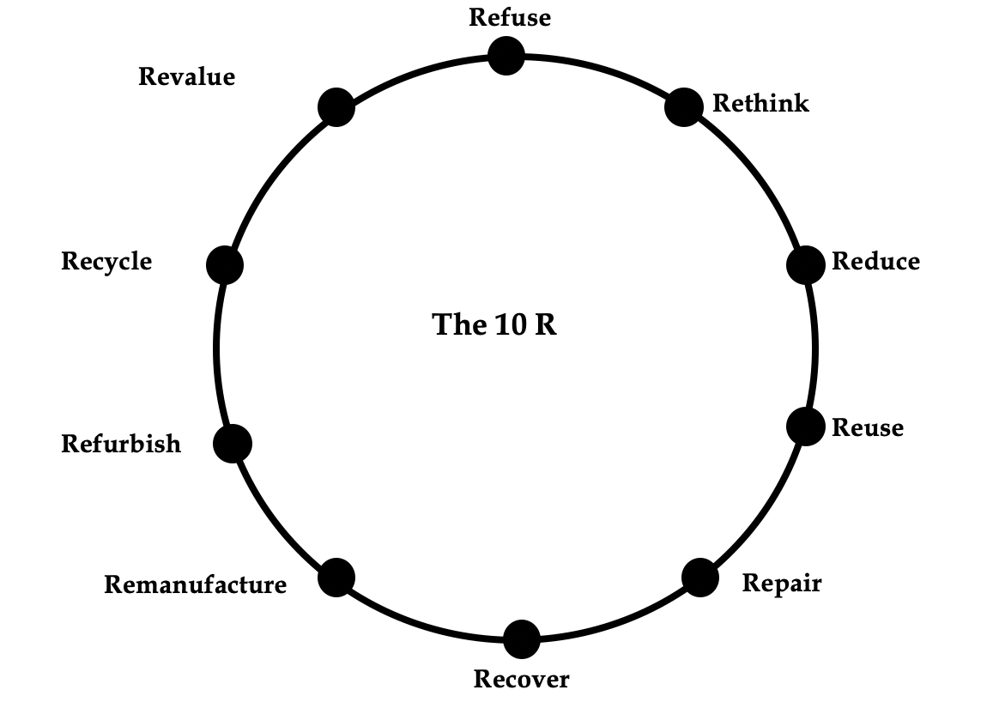 Refuse
Revalue
Rethink
Recycle
Reduce
The 10 R
Reuse
Refurbish
Remanufacture
Repair
Recover